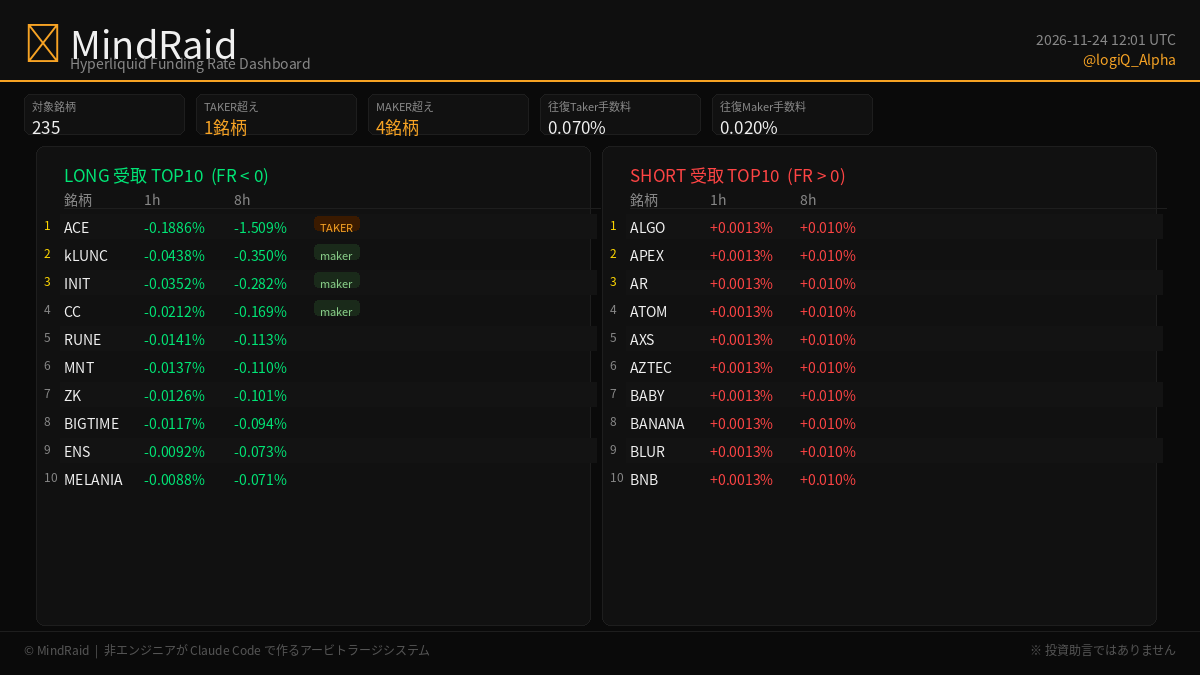 MindRaid
Hyperliquid Funding Rate Dashboard
2026-11-24 12:01 UTC
@logiQ_Alpha
対象銘柄
235
TAKER超え
1銘柄
MAKER超え
4銘柄
往復Taker手数料
0.070%
往復Maker手数料
0.020%
LONG 受取 TOP10 (FR < 0)
銘柄 1h 8h
1 ACE -0.1886% -1.509% TAKER
2 kLUNC -0.0438% -0.350% maker
3 INIT -0.0352% -0.282% maker
4 CC -0.0212% -0.169% maker
5 RUNE -0.0141% -0.113%
6 MNT -0.0137% -0.110%
7 ZK -0.0126% -0.101%
8 BIGTIME -0.0117% -0.094%
9 ENS -0.0092% -0.073%
10 MELANIA -0.0088% -0.071%
SHORT 受取 TOP10 (FR > 0)
銘柄 1h 8h
1 ALGO +0.0013% +0.010%
2 APEX +0.0013% +0.010%
3 AR +0.0013% +0.010%
4 ATOM +0.0013% +0.010%
5 AXS +0.0013% +0.010%
6 AZTEC +0.0013% +0.010%
7 BABY +0.0013% +0.010%
8 BANANA +0.0013% +0.010%
9 BLUR +0.0013% +0.010%
10 BNB +0.0013% +0.010%
© MindRaid | 非エンジニアが Claude Code で作るアービトラージシステム
※ 投資助言ではありません